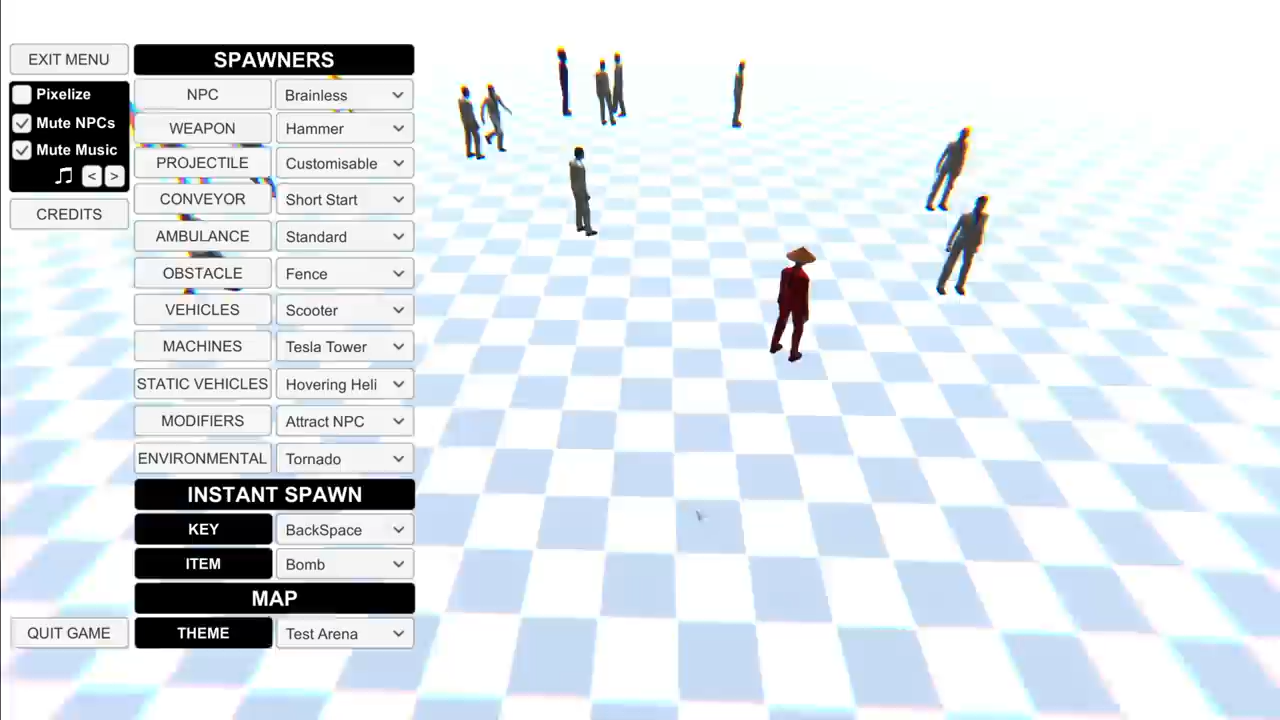 EXIT MENU
Pixelize
Mute NPCs
Mute Music
< >
CREDITS
QUIT GAME
SPAWNERS
NPC Brainless
WEAPON Hammer
PROJECTILE Customisable
CONVEYOR Short Start
AMBULANCE Standard
OBSTACLE Fence
VEHICLES Scooter
MACHINES Tesla Tower
STATIC VEHICLES Hovering Heli
MODIFIERS Attract NPC
ENVIRONMENTAL Tornado
INSTANT SPAWN
KEY BackSpace
ITEM Bomb
MAP
THEME Test Arena